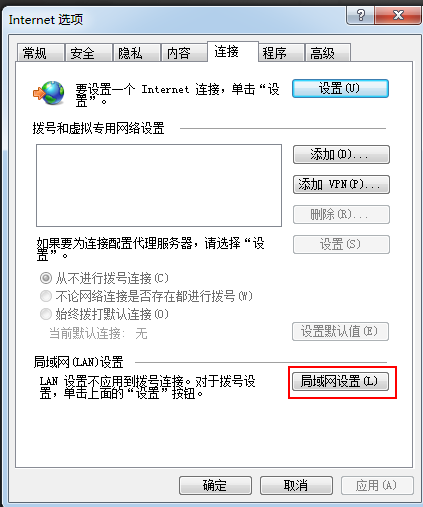 Internet 选项
常规 安全 隐私 内容 连接 程序 高级
要设置一个 Internet 连接，单击“设
置”。
设置(U)
拨号和虚拟专用网络设置
添加(D)...
添加 VPN(P)...
删除(R)...
如果要为连接配置代理服务器，请选择“设
置”。
设置(S)
从不进行拨号连接(C)
不论网络连接是否存在都进行拨号(W)
始终拨打默认连接(O)
当前默认连接: 无
设置默认值(E)
局域网(LAN)设置
LAN 设置不应用到拨号连接。对于拨号设
置，单击上面的“设置”按钮。
局域网设置(L)
确定 取消 应用(A)